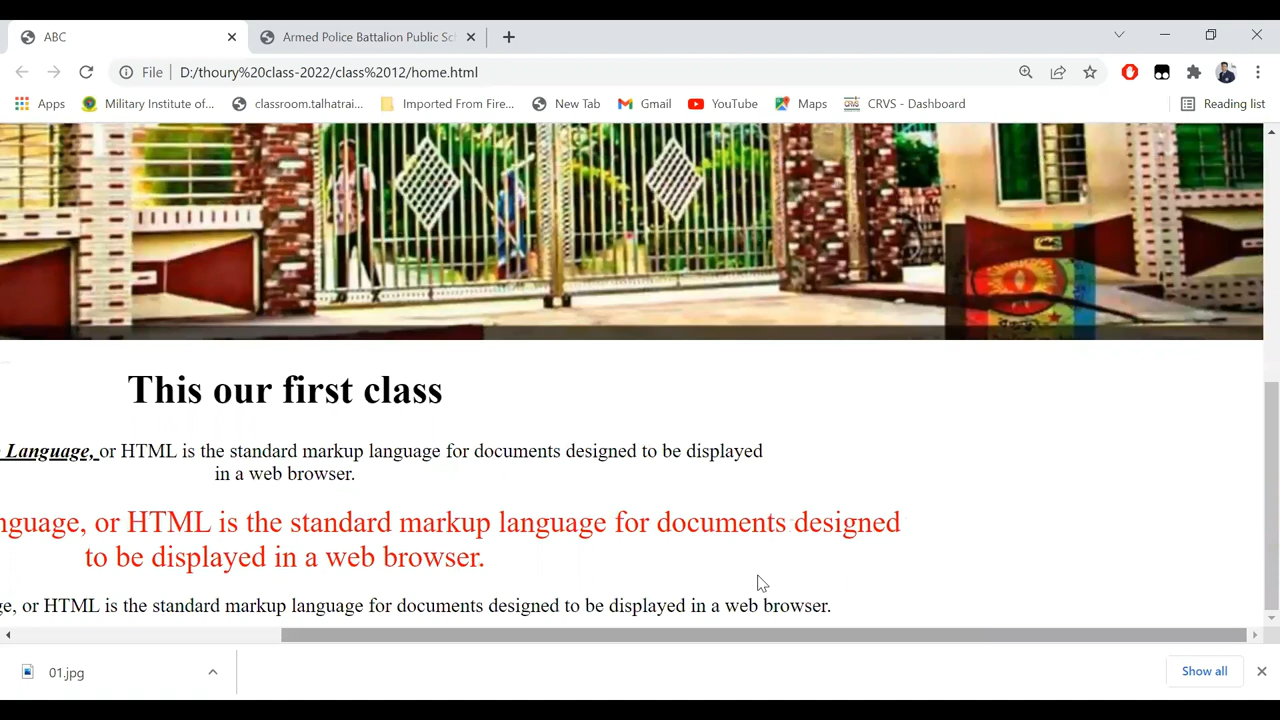 ABC
Armed Police Battalion Public Sc
File
D:/thoury%20class-2022/class%2012/home.html
Apps
Military Institute of...
classroom.talhatrai...
Imported From Fire...
New Tab
Gmail
YouTube
Maps
CRVS - Dashboard
Reading list
This our first class
Language, or HTML is the standard markup language for documents designed to be displayed
in a web browser.
nguage, or HTML is the standard markup language for documents designed
to be displayed in a web browser.
ge, or HTML is the standard markup language for documents designed to be displayed in a web browser.
01.jpg
Show all